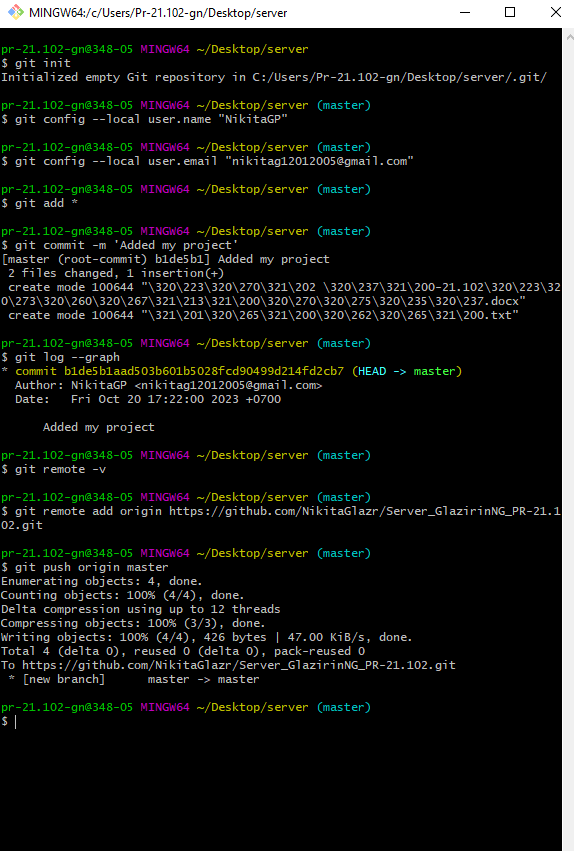 MINGW64:/c/Users/Pr-21.102-gn/Desktop/server
pr-21.102-gn@348-05 MINGW64 ~/Desktop/server
$ git init
Initialized empty Git repository in C:/Users/Pr-21.102-gn/Desktop/server/.git/
pr-21.102-gn@348-05 MINGW64 ~/Desktop/server (master)
$ git config --local user.name "NikitaGP"
pr-21.102-gn@348-05 MINGW64 ~/Desktop/server (master)
$ git config --local user.email "nikitag12012005@gmail.com"
pr-21.102-gn@348-05 MINGW64 ~/Desktop/server (master)
$ git add *
pr-21.102-gn@348-05 MINGW64 ~/Desktop/server (master)
$ git commit -m 'Added my project'
[master (root-commit) b1de5b1] Added my project
 2 files changed, 1 insertion(+)
 create mode 100644 "\320\223\320\270\321\202 \320\237\321\200-21.102\320\223\32
0\273\320\260\320\267\321\213\321\200\320\270\320\275\320\235\320\237.docx"
 create mode 100644 "\321\201\320\265\321\200\320\262\320\265\321\200.txt"
pr-21.102-gn@348-05 MINGW64 ~/Desktop/server (master)
$ git log --graph
* commit b1de5b1aad503b601b5028fcd90499d214fd2cb7 (HEAD -> master)
  Author: NikitaGP <nikitag12012005@gmail.com>
  Date:   Fri Oct 20 17:22:00 2023 +0700
      Added my project
pr-21.102-gn@348-05 MINGW64 ~/Desktop/server (master)
$ git remote -v
pr-21.102-gn@348-05 MINGW64 ~/Desktop/server (master)
$ git remote add origin https://github.com/NikitaGlazr/Server_GlazirinNG_PR-21.1
02.git
pr-21.102-gn@348-05 MINGW64 ~/Desktop/server (master)
$ git push origin master
Enumerating objects: 4, done.
Counting objects: 100% (4/4), done.
Delta compression using up to 12 threads
Compressing objects: 100% (3/3), done.
Writing objects: 100% (4/4), 426 bytes | 47.00 KiB/s, done.
Total 4 (delta 0), reused 0 (delta 0), pack-reused 0
To https://github.com/NikitaGlazr/Server_GlazirinNG_PR-21.102.git
 * [new branch]      master -> master
pr-21.102-gn@348-05 MINGW64 ~/Desktop/server (master)
$